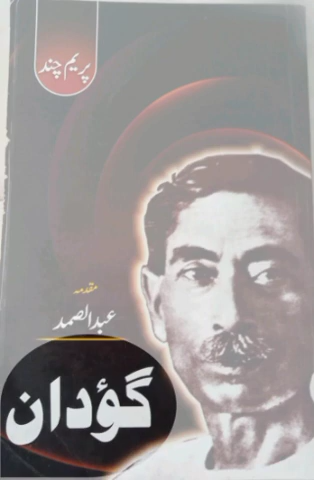 پریم چند
مقدمہ
عبدالصمد
گؤدان